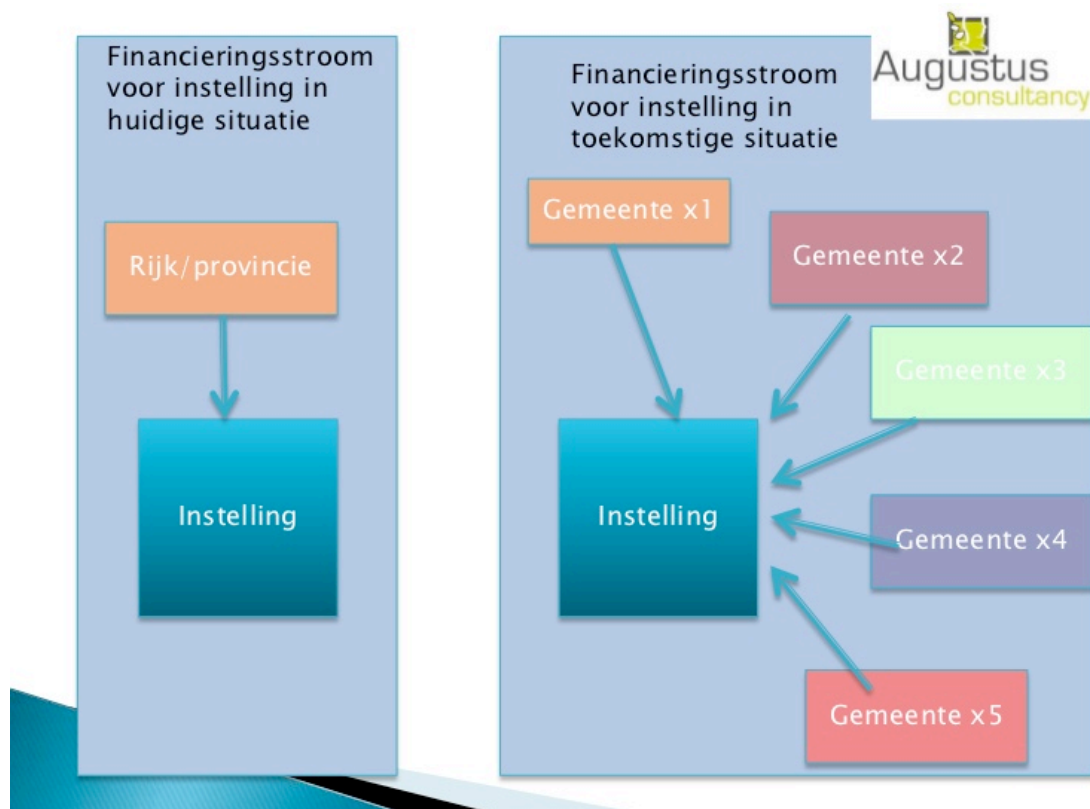 Financieringsstroom
voor instelling in
huidige situatie
Rijk/provincie
Instelling
Augustus
consultancy
Financieringsstroom
voor instelling in
toekomstige situatie
Gemeente x1
Gemeente x2
Gemeente x3
Instelling
Gemeente x4
Gemeente x5